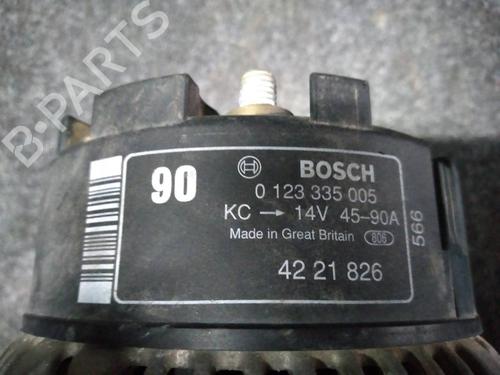 B-PARTS
90
BOSCH
0 123 335 005
KC → 14V 45-90A
Made in Great Britain 806
566
42 21 826